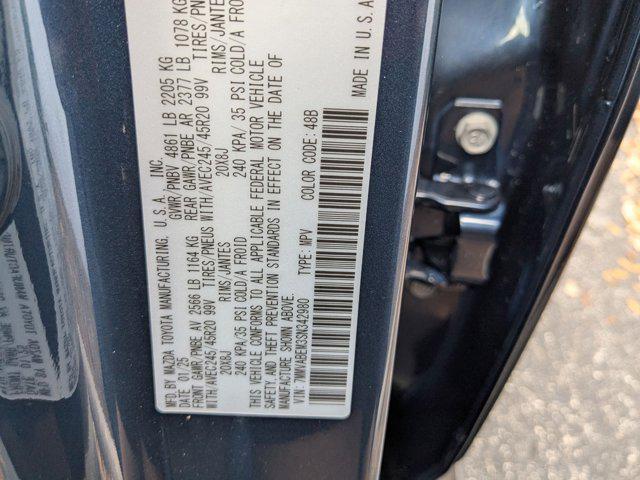 MFD. BY MAZDA TOYOTA MANUFACTURING, U.S.A. INC.
DATE: 01/25 GVWR/PNBV 4861 LB 2205 KG
FRONT GAWR/PNBE AV 2566 LB 1164 KG REAR GAWR/PNBE AR 2377 LB 1078 KG
WITH/AVEC245/45R20 99V TIRES/PNEUS WITH/AVEC245/45R20 99V TIRES/PNE
20X8J RIMS/JANTES 20X8J RIMS/JANTES
240 KPA/35 PSI COLD/A FROID 240 KPA/35 PSI COLD/A FROI
THIS VEHICLE CONFORMS TO ALL APPLICABLE FEDERAL MOTOR VEHICLE
SAFETY, AND THEFT PREVENTION STANDARDS IN EFFECT ON THE DATE OF
MANUFACTURE SHOWN ABOVE.
VIN: 7MMVABEM3SN342980 TYPE: MPV COLOR CODE: 48B
MADE IN U.S.A